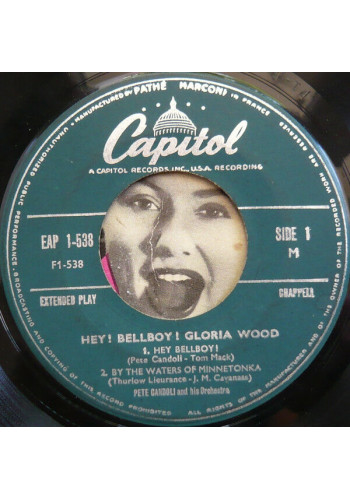 MANUFACTURED BY PATHÉ MARCONI IN FRANCE
ALL RIGHTS OF THE MANUFACTURER AND OF THE OWNER OF THE RECORDED WORK ARE RESERVED
UNAUTHORIZED PUBLIC PERFORMANCE, BROADCASTING AND COPYING OF THIS RECORD PROHIBITED
Capitol
A CAPITOL RECORDS INC., U.S.A. RECORDING
EAP 1-538
SIDE 1
F1-538
M
EXTENDED PLAY
CHAPPELL
HEY! BELLBOY! GLORIA WOOD
1. HEY BELLBOY!
(Pete Candoli - Tom Mack)
2. BY THE WATERS OF MINNETONKA
(Thurlow Lieurance - J. M. Cavanass)
PETE CANDOLI and his Orchestra